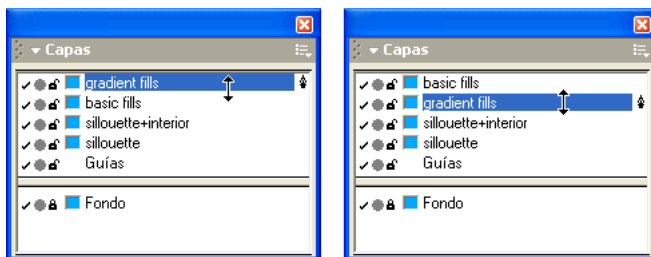 Capas
gradient fills
basic fills
sillouette+interior
sillouette
Guías
Fondo
Capas
basic fills
gradient fills
sillouette+interior
sillouette
Guías
Fondo